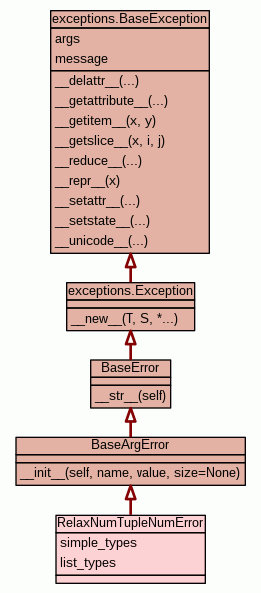 exceptions.BaseException
args
message
__delattr__(...)
__getattribute__(...)
__getitem__(x, y)
__getslice__(x, i, j)
__reduce__(...)
__repr__(x)
__setattr__(...)
__setstate__(...)
__unicode__(...)
exceptions.Exception
__new__(T, S, *...)
BaseError
__str__(self)
BaseArgError
__init__(self, name, value, size=None)
RelaxNumTupleNumError
simple_types
list_types